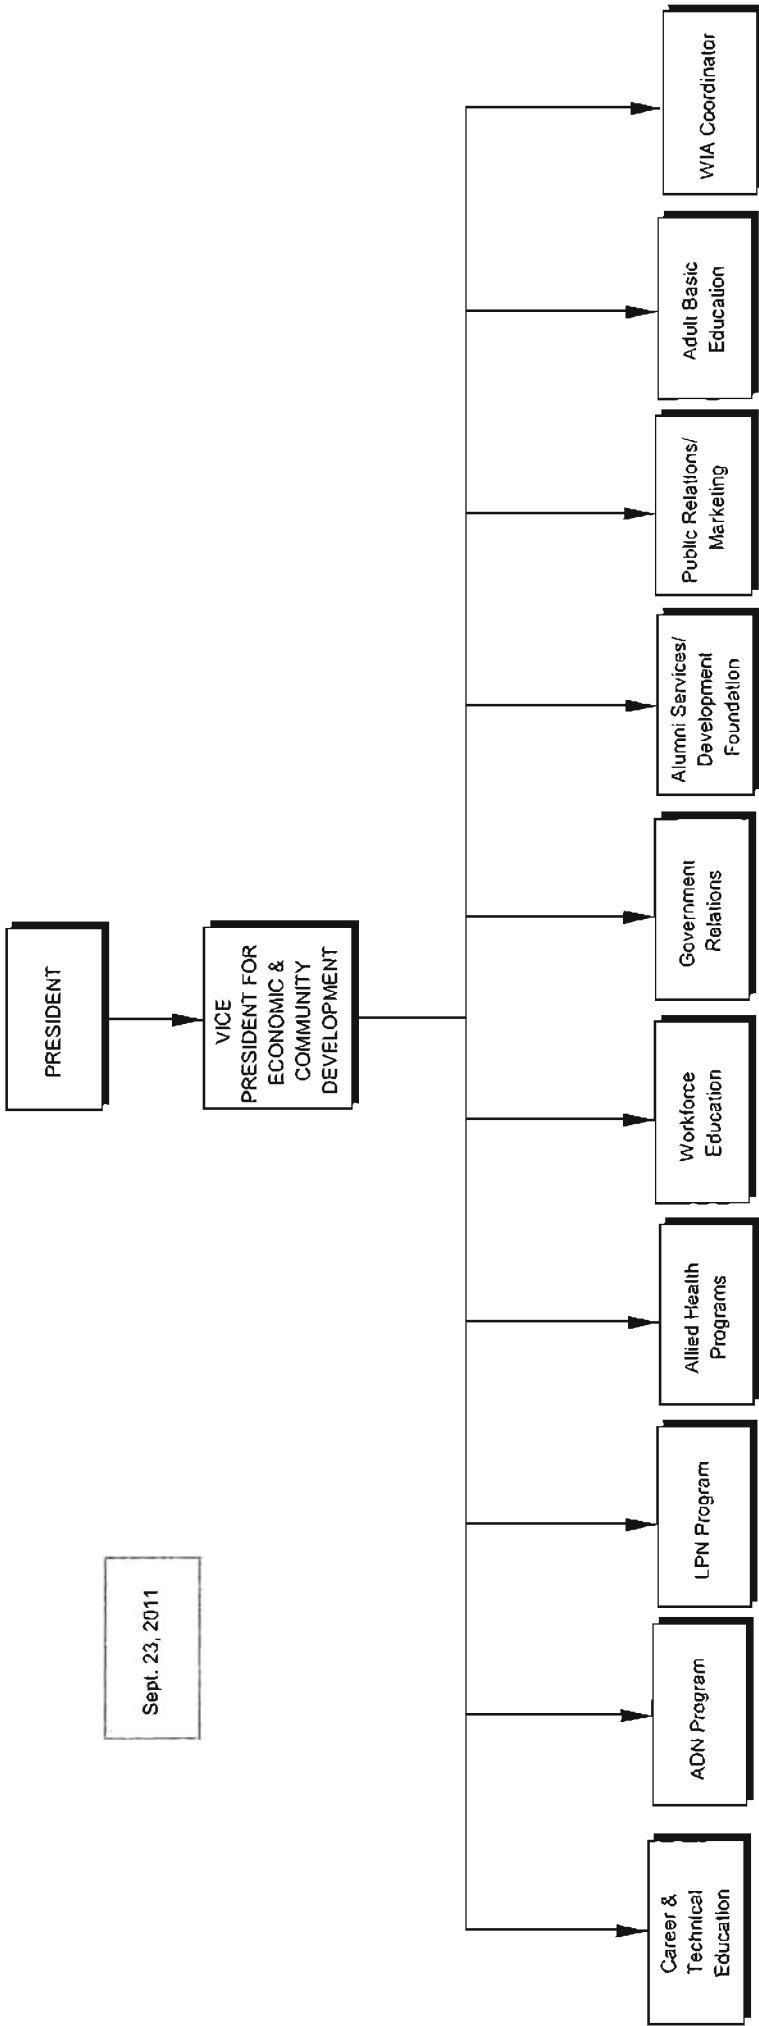 Sept. 23, 2011
PRESIDENT
VICE
PRESIDENT FOR
ECONOMIC &
COMMUNITY
DEVELOPMENT
Career &
Technical
Education
ADN Program
LPN Program
Allied Health
Programs
Workforce
Education
Government
Relations
Alumni Services/
Development
Foundation
Public Relations/
Marketing
Adult Basic
Education
WIA Coordinator